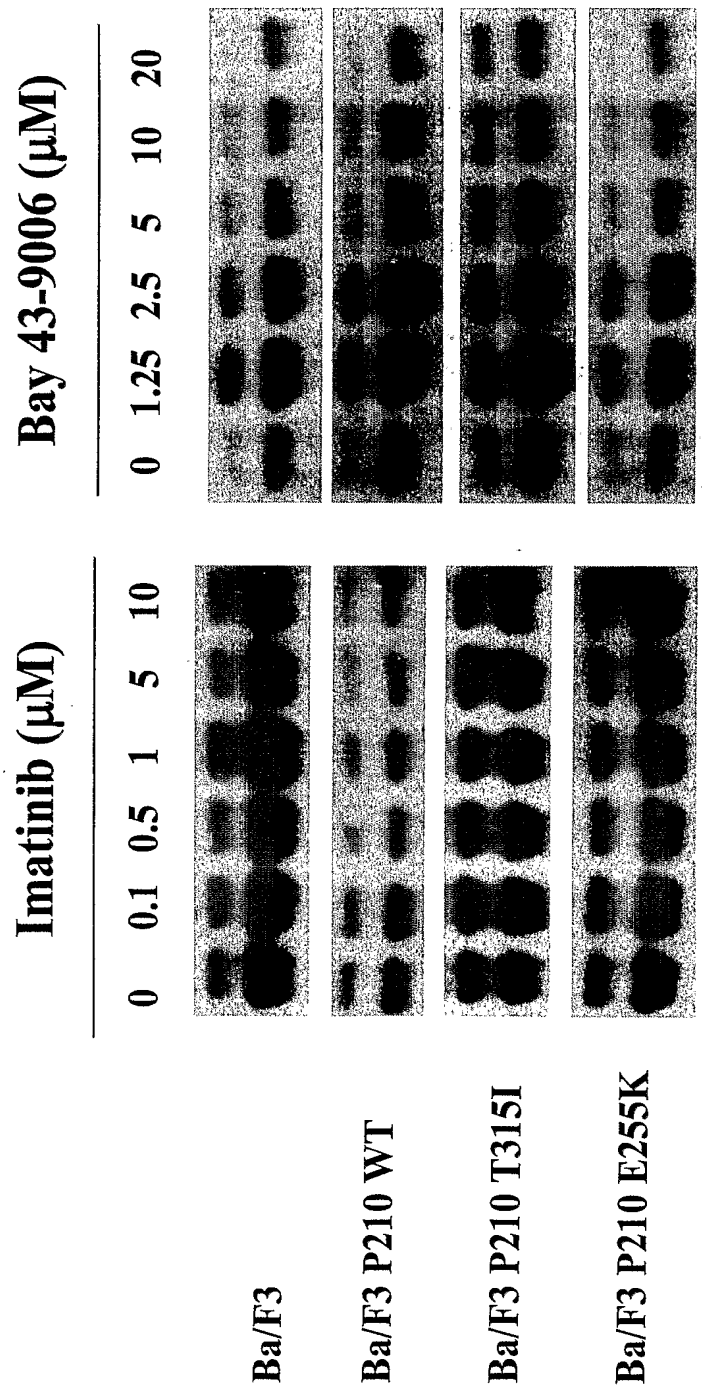 Imatinib (µM)
Bay 43-9006 (µM)
0 0.1 0.5 1 5 10
0 1.25 2.5 5 10 20
Ba/F3
Ba/F3 P210 WT
Ba/F3 P210 T315I
Ba/F3 P210 E255K